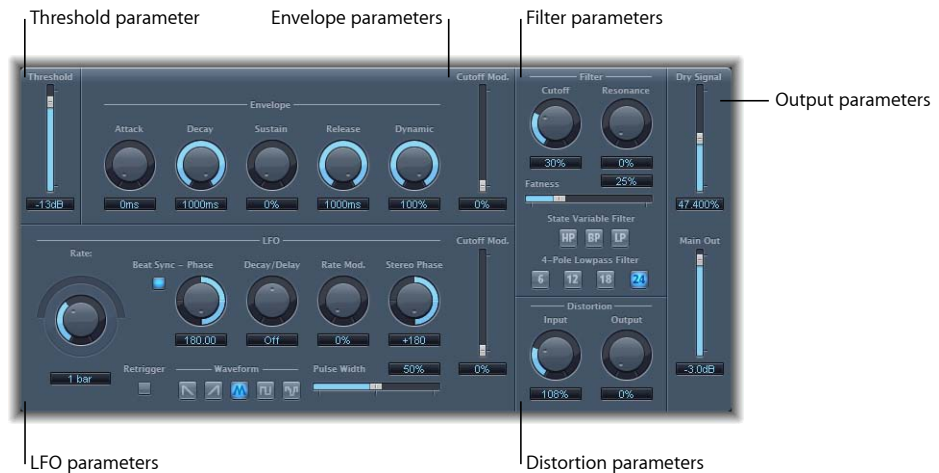 Threshold parameter
Envelope parameters
Filter parameters
Threshold
Cutoff Mod.
Filter
Dry Signal
Cutoff
Resonance
Output parameters
Envelope
Attack
Decay
Sustain
Release
Dynamic
30%
0%
25%
Fatness
-13dB
0ms
1000ms
0%
1000ms
100%
0%
47.400%
State Variable Filter
HP
BP
LP
LFO
Cutoff Mod.
Main Out
Rate:
Beat Sync – Phase
Decay/Delay
Rate Mod.
Stereo Phase
4-Pole Lowpass Filter
6
12
18
24
Distortion
Input
Output
180.00
Off
0%
+180
1 bar
Retrigger
Waveform
Pulse Width
50%
0%
-3.0dB
108%
0%
LFO parameters
Distortion parameters